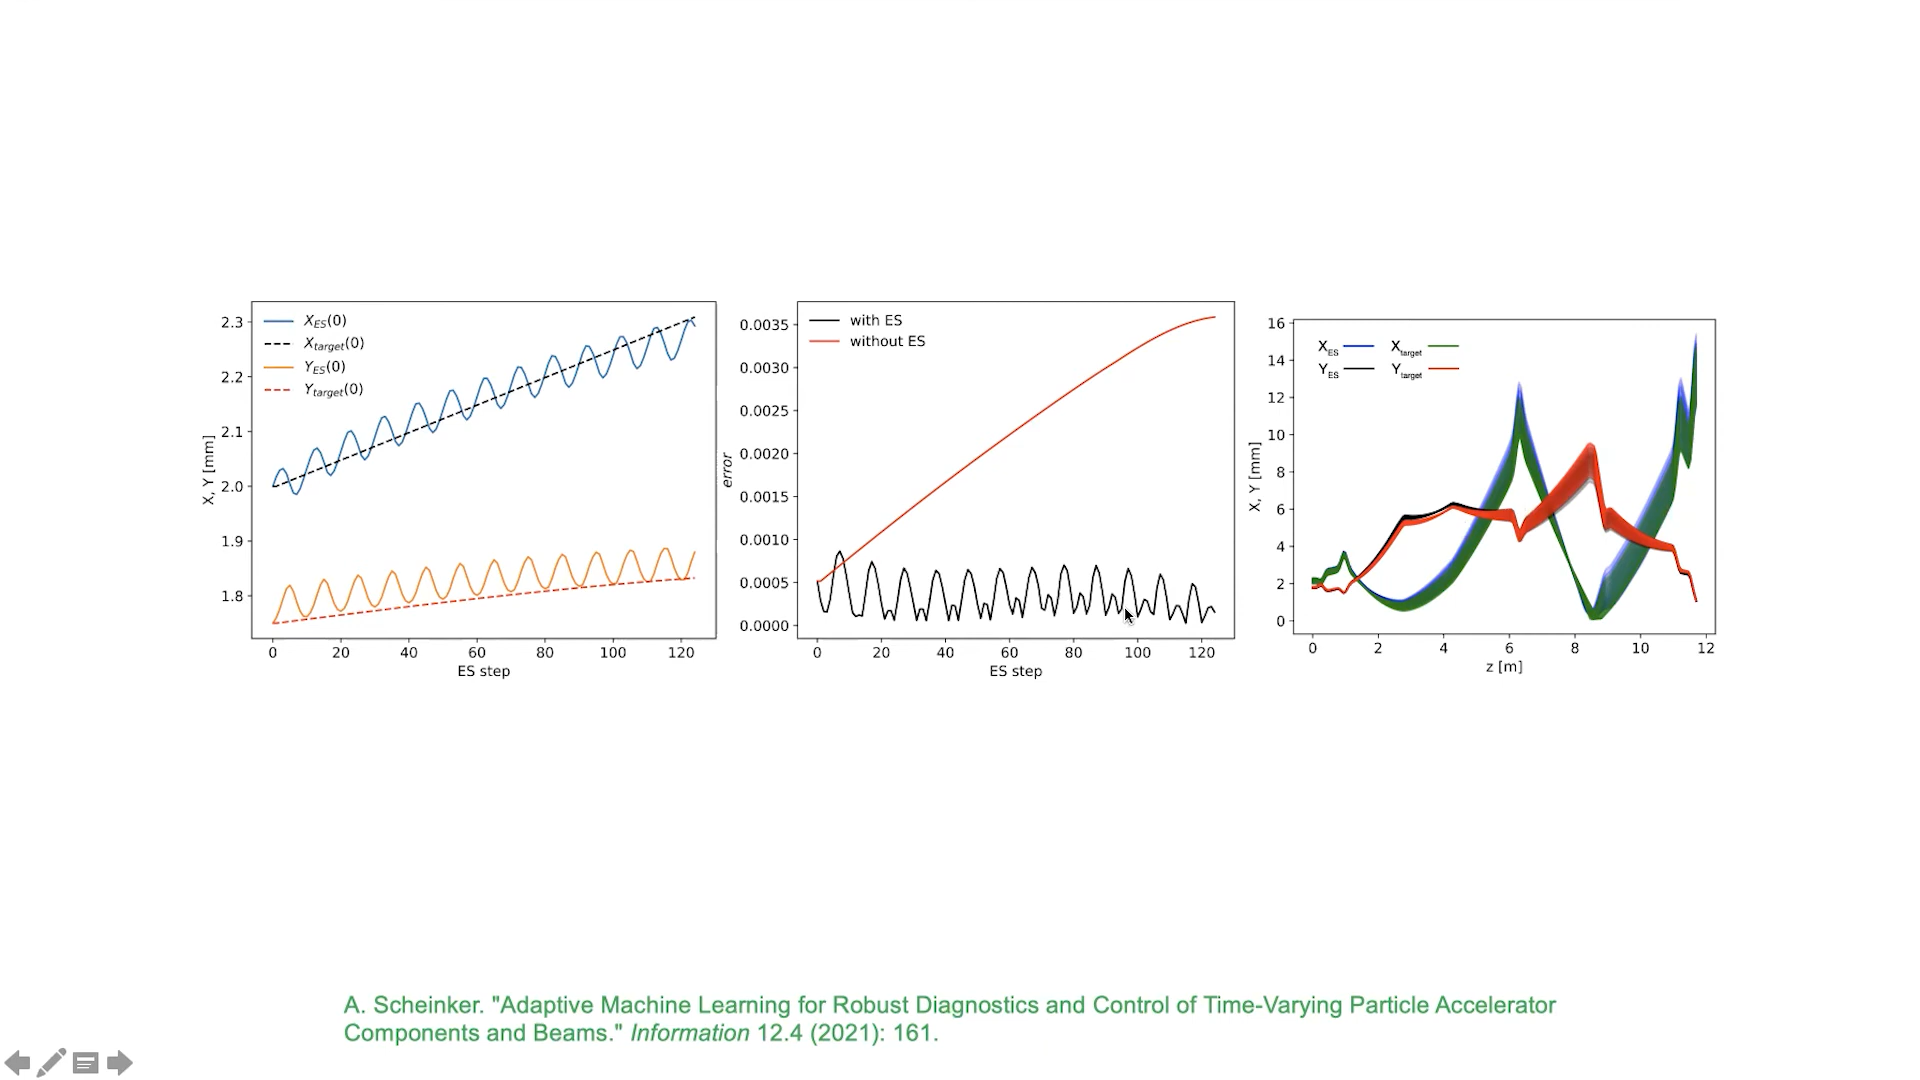 2.3
2.2
2.1
2.0
1.9
1.8
X, Y [mm]
X_ES(0)
X_target(0)
Y_ES(0)
Y_target(0)
0 20 40 60 80 100 120
ES step
0.0035
0.0030
0.0025
0.0020
0.0015
0.0010
0.0005
0.0000
error
with ES
without ES
0 20 40 60 80 100 120
ES step
16
14
12
10
8
6
4
2
0
X, Y [mm]
X_ES X_target
Y_ES Y_target
0 2 4 6 8 10 12
z [m]
A. Scheinker. "Adaptive Machine Learning for Robust Diagnostics and Control of Time-Varying Particle Accelerator
Components and Beams." Information 12.4 (2021): 161.